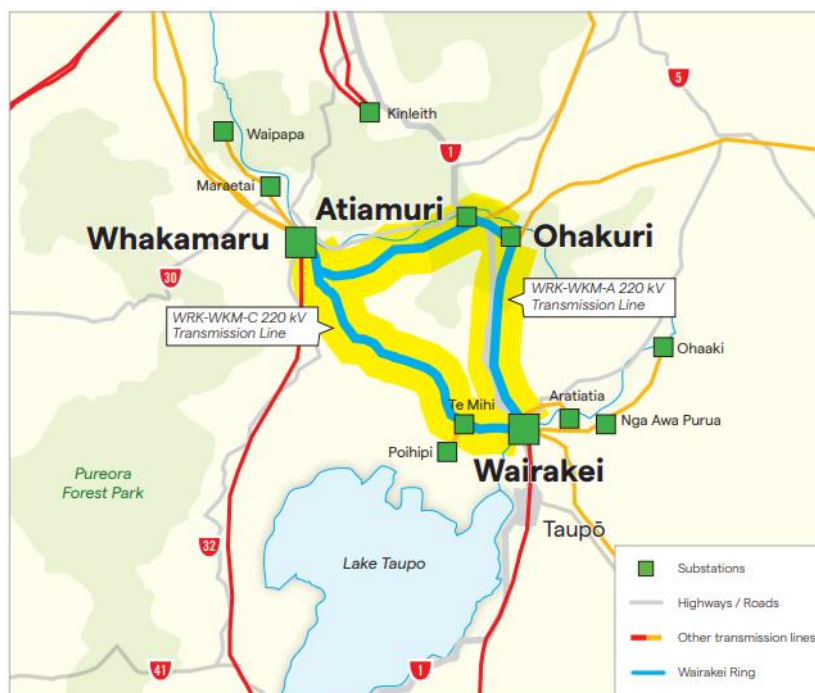 5
Kinleith
1
Waipapa
Maraetai
Atiamuri
Whakamaru
Ohakuri
30
WRK-WKM-A 220 kV
Transmission Line
WRK-WKM-C 220 kV
Transmission Line
Ohaaki
Te Mihi
Aratiatia
Nga Awa Purua
Poihipi
Wairakei
Pureora
Forest Park
Taupō
32
Lake Taupo
Substations
Highways / Roads
Other transmission lines
Wairakei Ring
41
1